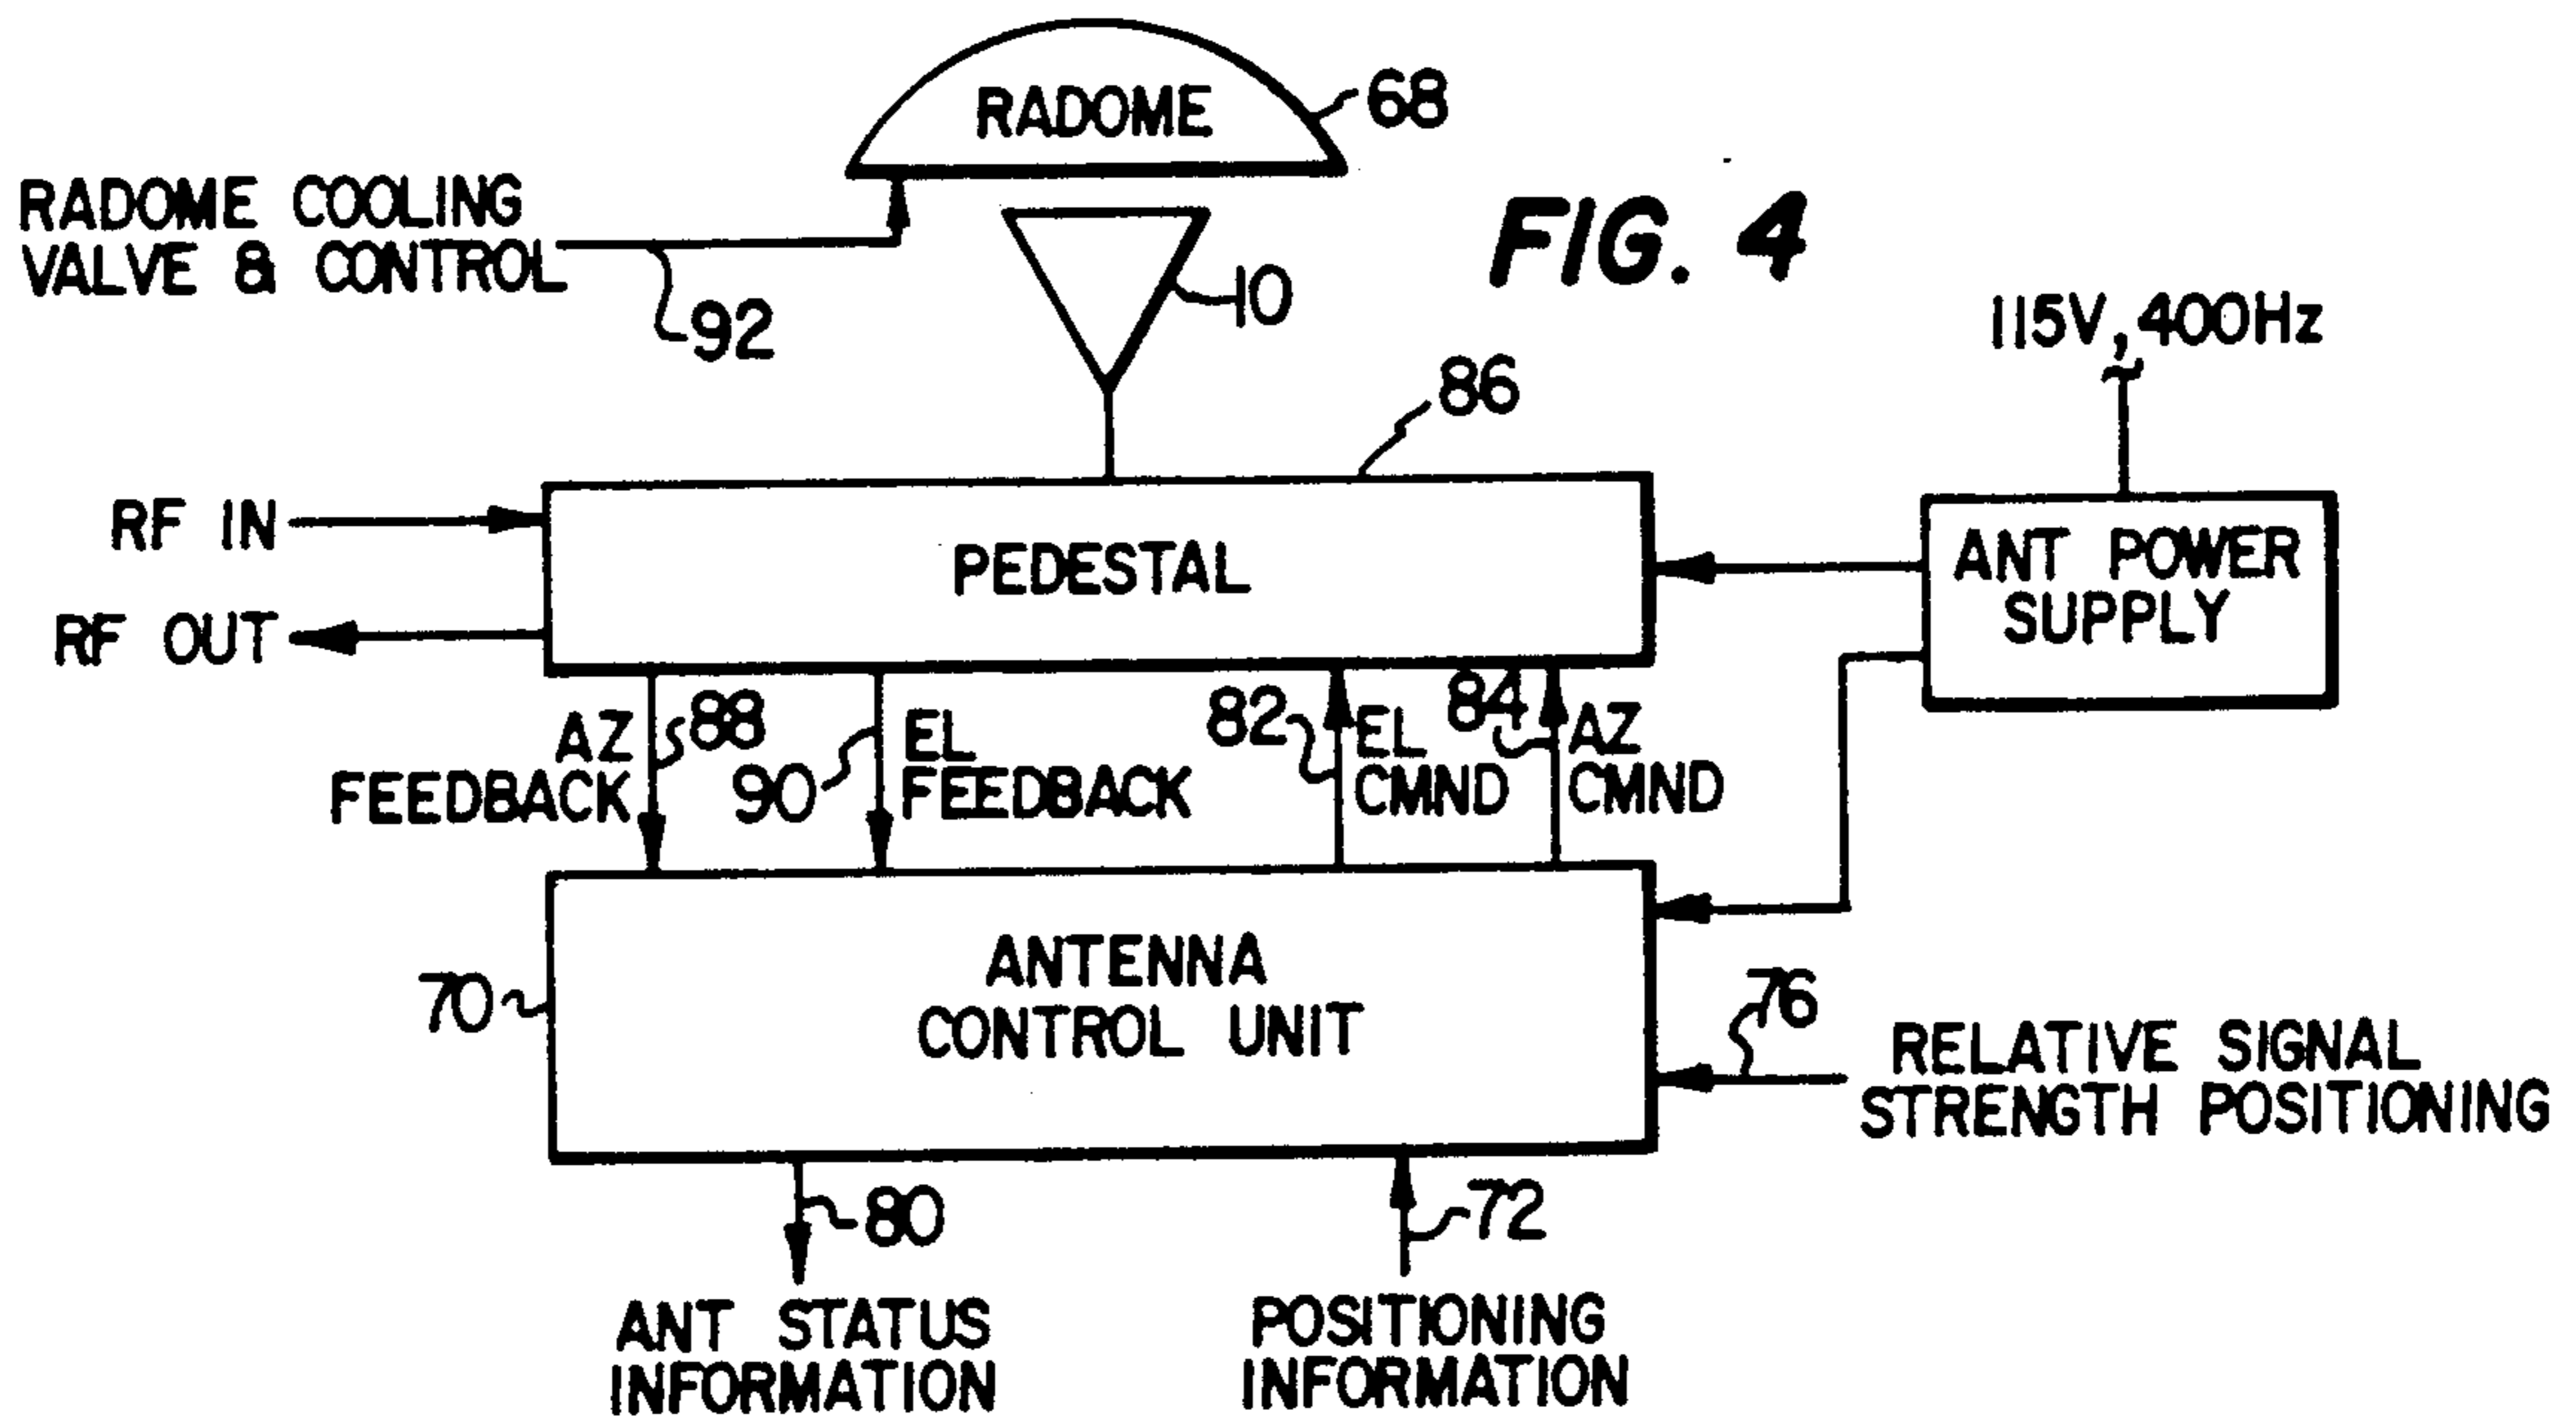 RADOME
68
RADOME COOLING
VALVE & CONTROL
92
10
FIG. 4
115V, 400Hz
86
RF IN
RF OUT
PEDESTAL
ANT POWER
SUPPLY
AZ
FEEDBACK
88
90
EL
FEEDBACK
82
EL
CMND
84
AZ
CMND
70
ANTENNA
CONTROL UNIT
76
RELATIVE SIGNAL
STRENGTH POSITIONING
80
72
ANT STATUS
INFORMATION
POSITIONING
INFORMATION